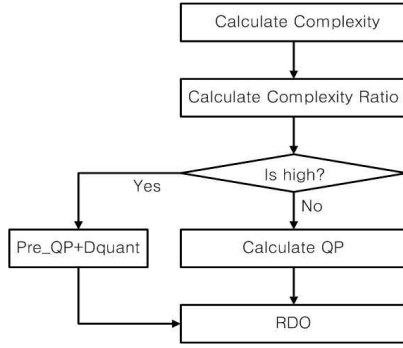 Calculate Complexity
Calculate Complexity Ratio
Is high?
Yes
No
Pre_QP+Dquant
Calculate QP
RDO